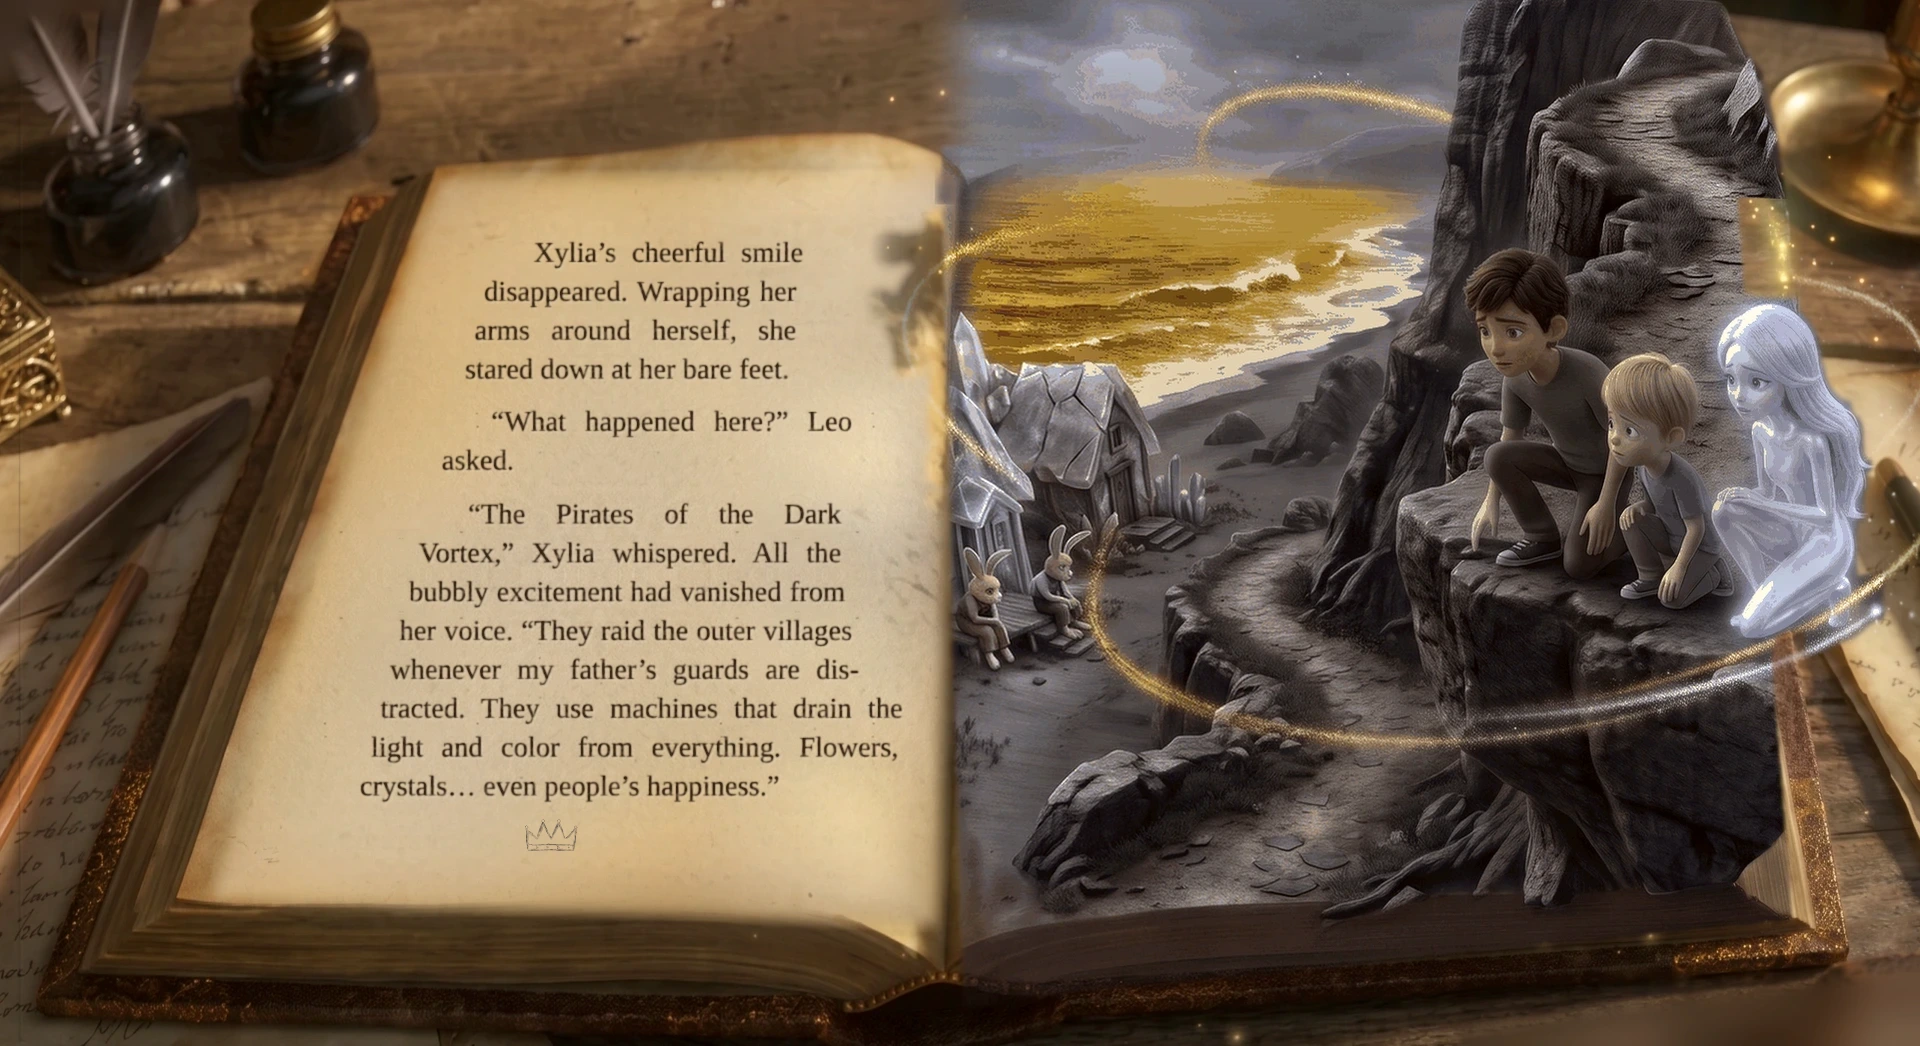 Xylia’s cheerful smile
disappeared. Wrapping her
arms around herself, she
stared down at her bare feet.
“What happened here?” Leo
asked.
“The Pirates of the Dark
Vortex,” Xylia whispered. All the
bubbly excitement had vanished from
her voice. “They raid the outer villages
whenever my father’s guards are dis-
tracted. They use machines that drain the
light and color from everything. Flowers,
crystals… even people’s happiness.”